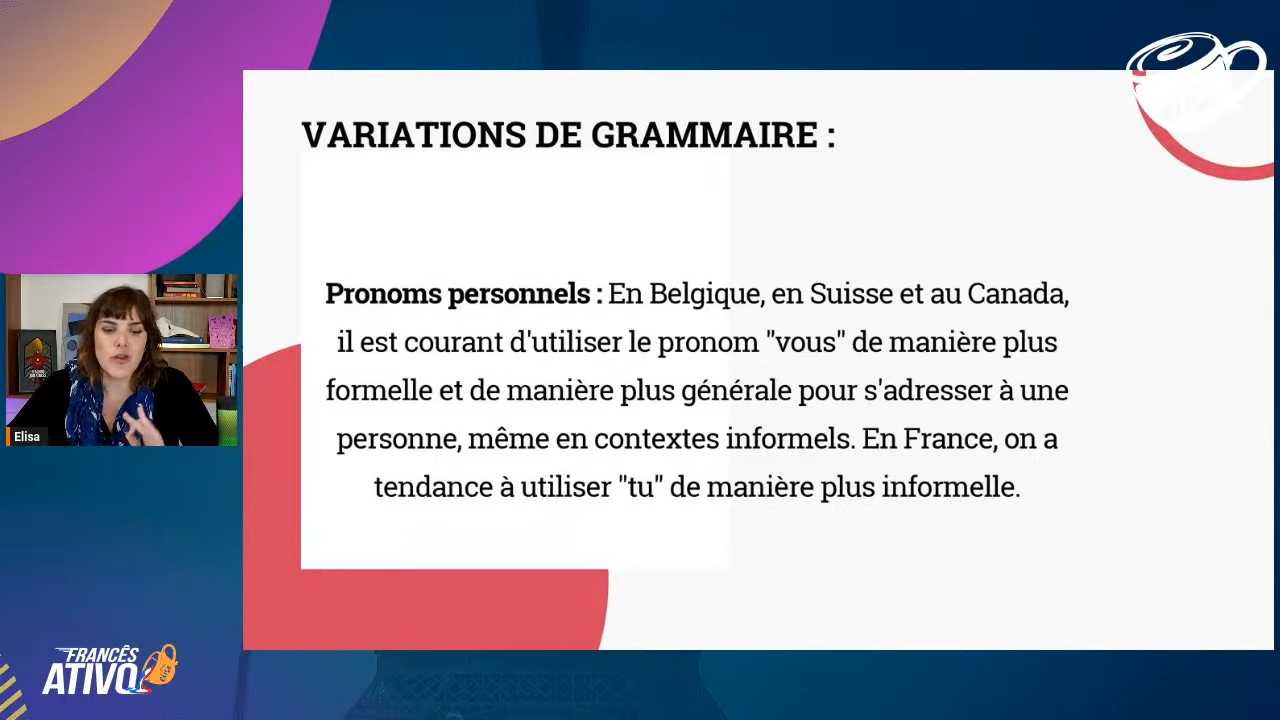 VARIATIONS DE GRAMMAIRE :
Pronoms personnels : En Belgique, en Suisse et au Canada,
il est courant d'utiliser le pronom "vous" de manière plus
formelle et de manière plus générale pour s'adresser à une
personne, même en contextes informels. En France, on a
tendance à utiliser "tu" de manière plus informelle.
Elisa
FRANCÊS
ATIVO